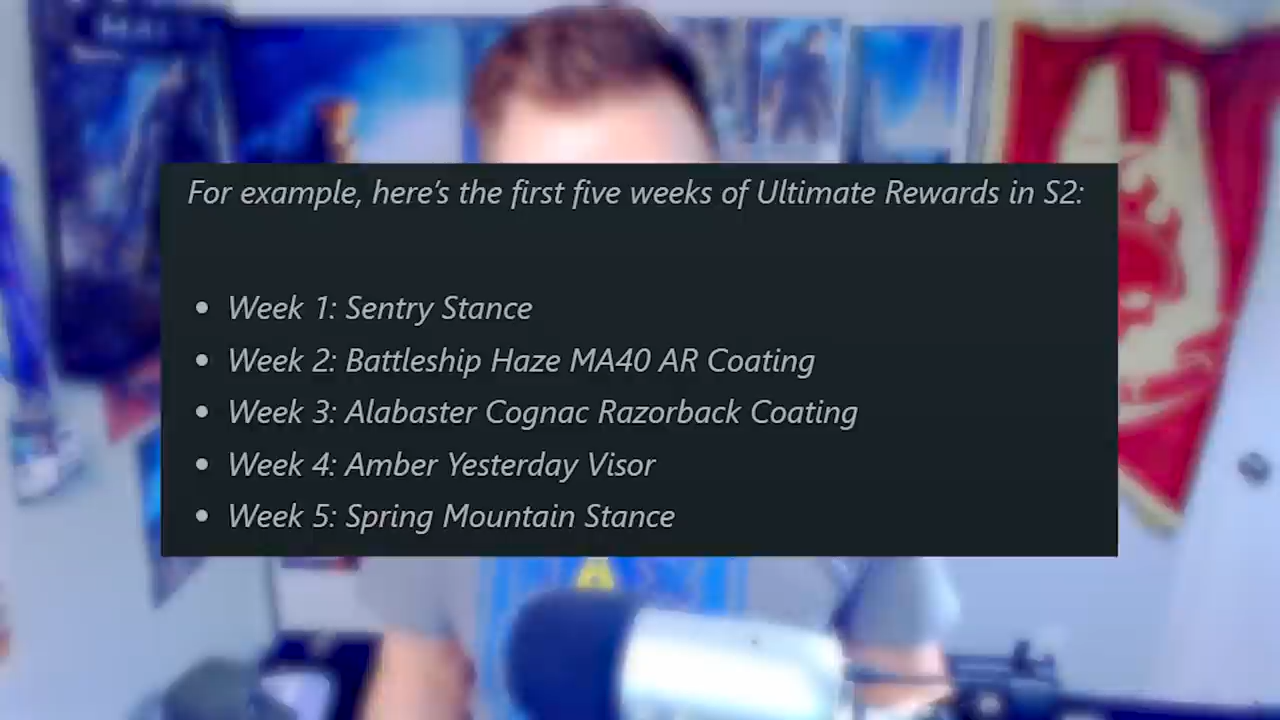 For example, here's the first five weeks of Ultimate Rewards in S2:
• Week 1: Sentry Stance
• Week 2: Battleship Haze MA40 AR Coating
• Week 3: Alabaster Cognac Razorback Coating
• Week 4: Amber Yesterday Visor
• Week 5: Spring Mountain Stance